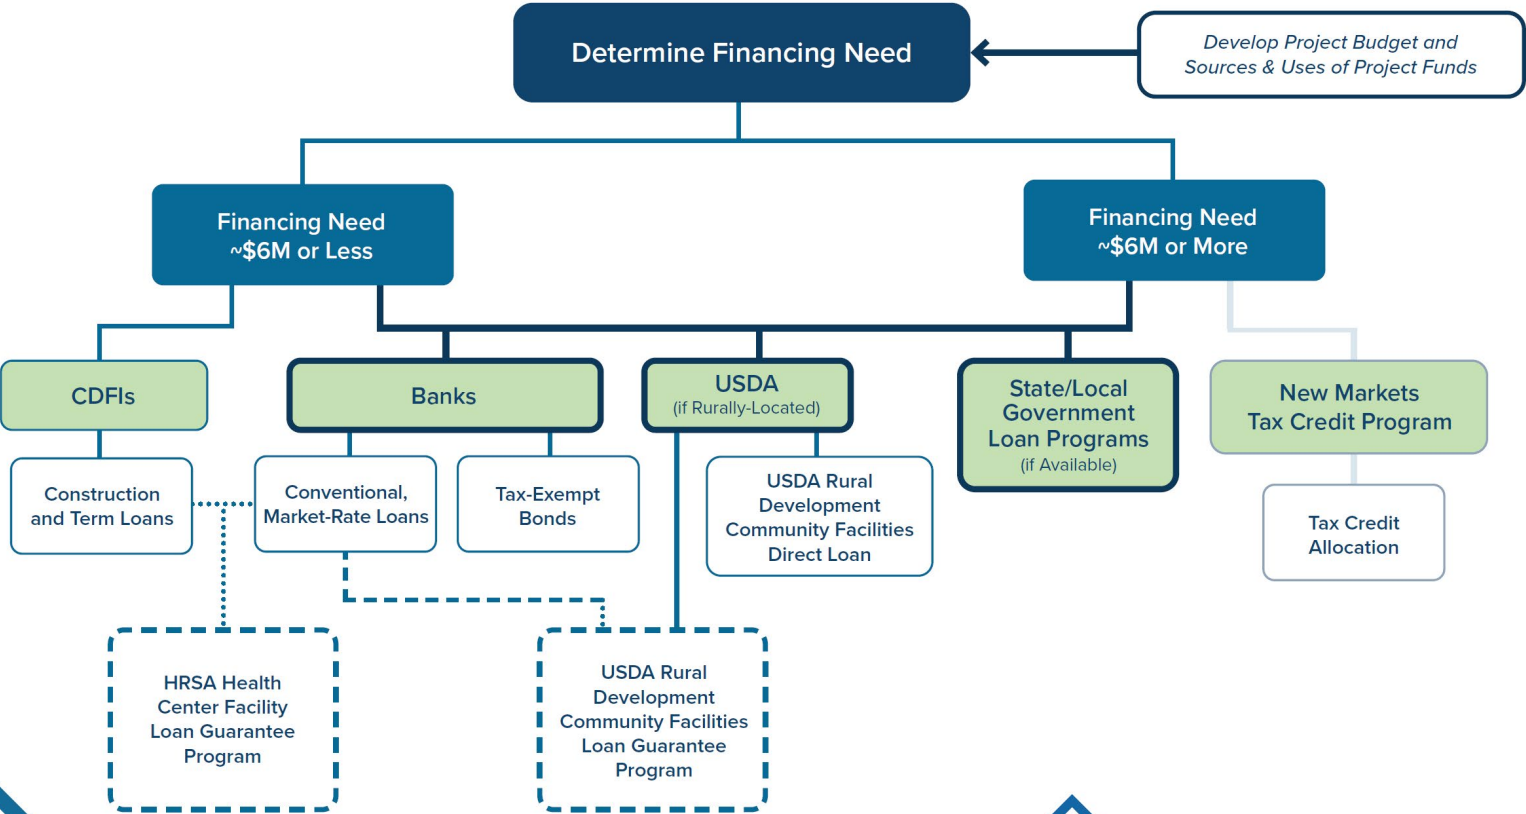 Determine Financing Need
Develop Project Budget and
Sources & Uses of Project Funds
Financing Need
~$6M or Less
Financing Need
~$6M or More
CDFIs
Banks
USDA
(if Rurally-Located)
State/Local
Government
Loan Programs
(if Available)
New Markets
Tax Credit Program
Construction
and Term Loans
Conventional,
Market-Rate Loans
Tax-Exempt
Bonds
USDA Rural
Development
Community Facilities
Direct Loan
Tax Credit
Allocation
HRSA Health
Center Facility
Loan Guarantee
Program
USDA Rural
Development
Community Facilities
Loan Guarantee
Program